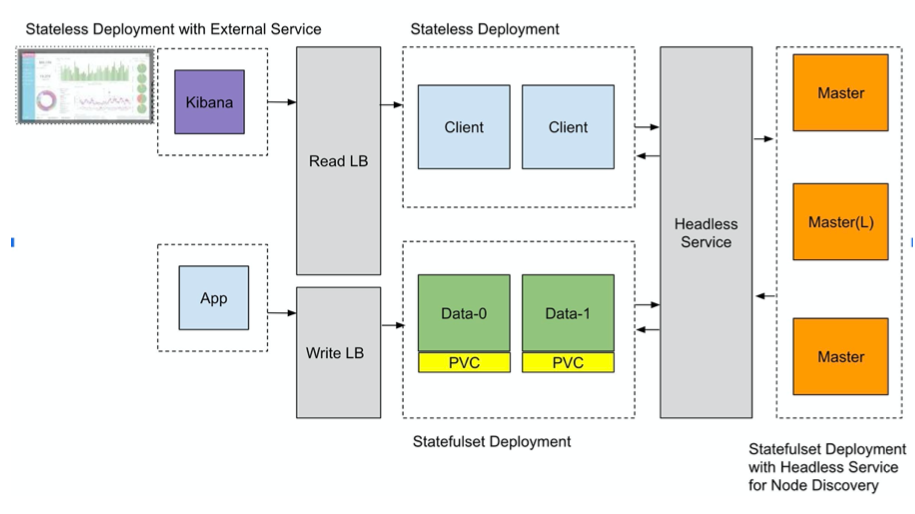 Stateless Deployment with External Service
Stateless Deployment
Kibana
Read LB
Client
Client
Headless
Service
Master
Master(L)
Master
App
Write LB
Data-0
PVC
Data-1
PVC
Statefulset Deployment
Statefulset Deployment
with Headless Service
for Node Discovery